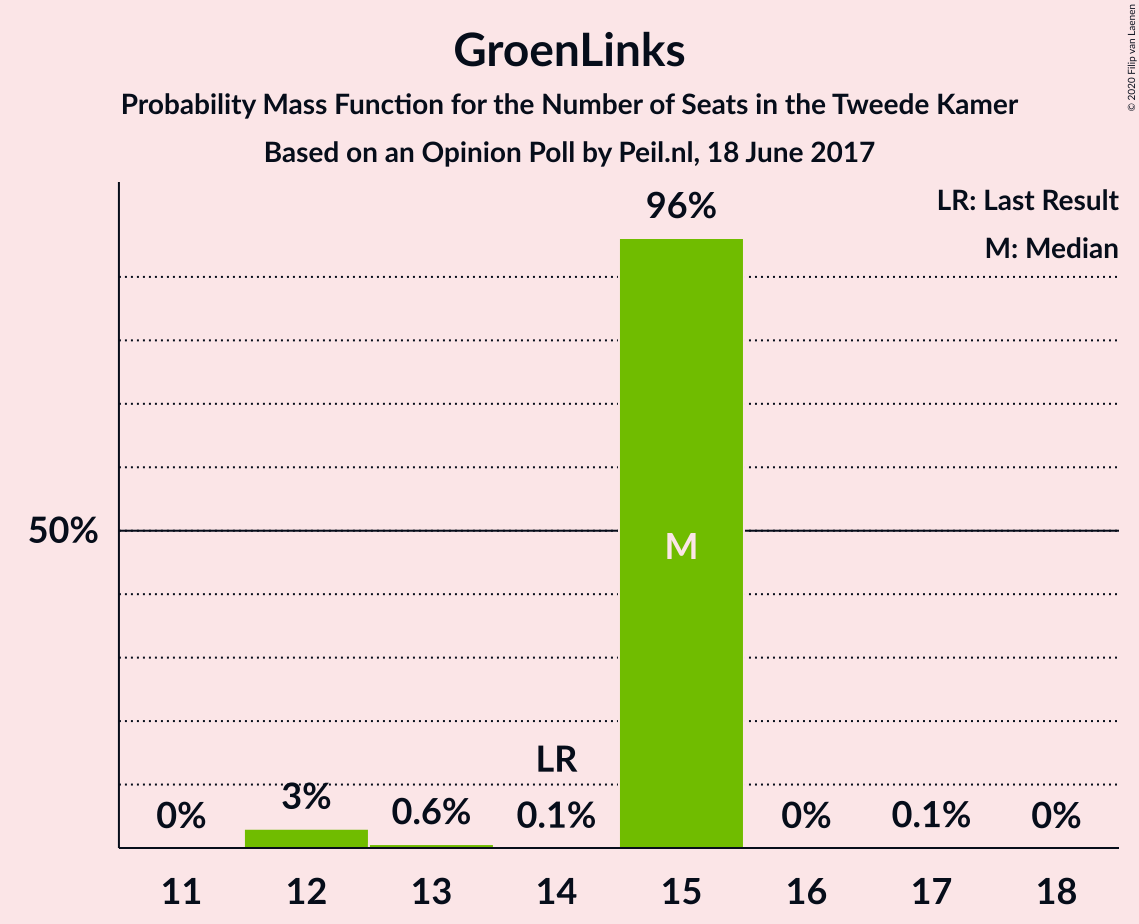 GroenLinks
Probability Mass Function for the Number of Seats in the Tweede Kamer
Based on an Opinion Poll by Peil.nl, 18 June 2017
© 2020 Filip van Laenen
LR: Last Result
M: Median
96%
50%
M
LR
0%
3%
0.6%
0.1%
0%
0.1%
0%
11 12 13 14 15 16 17 18